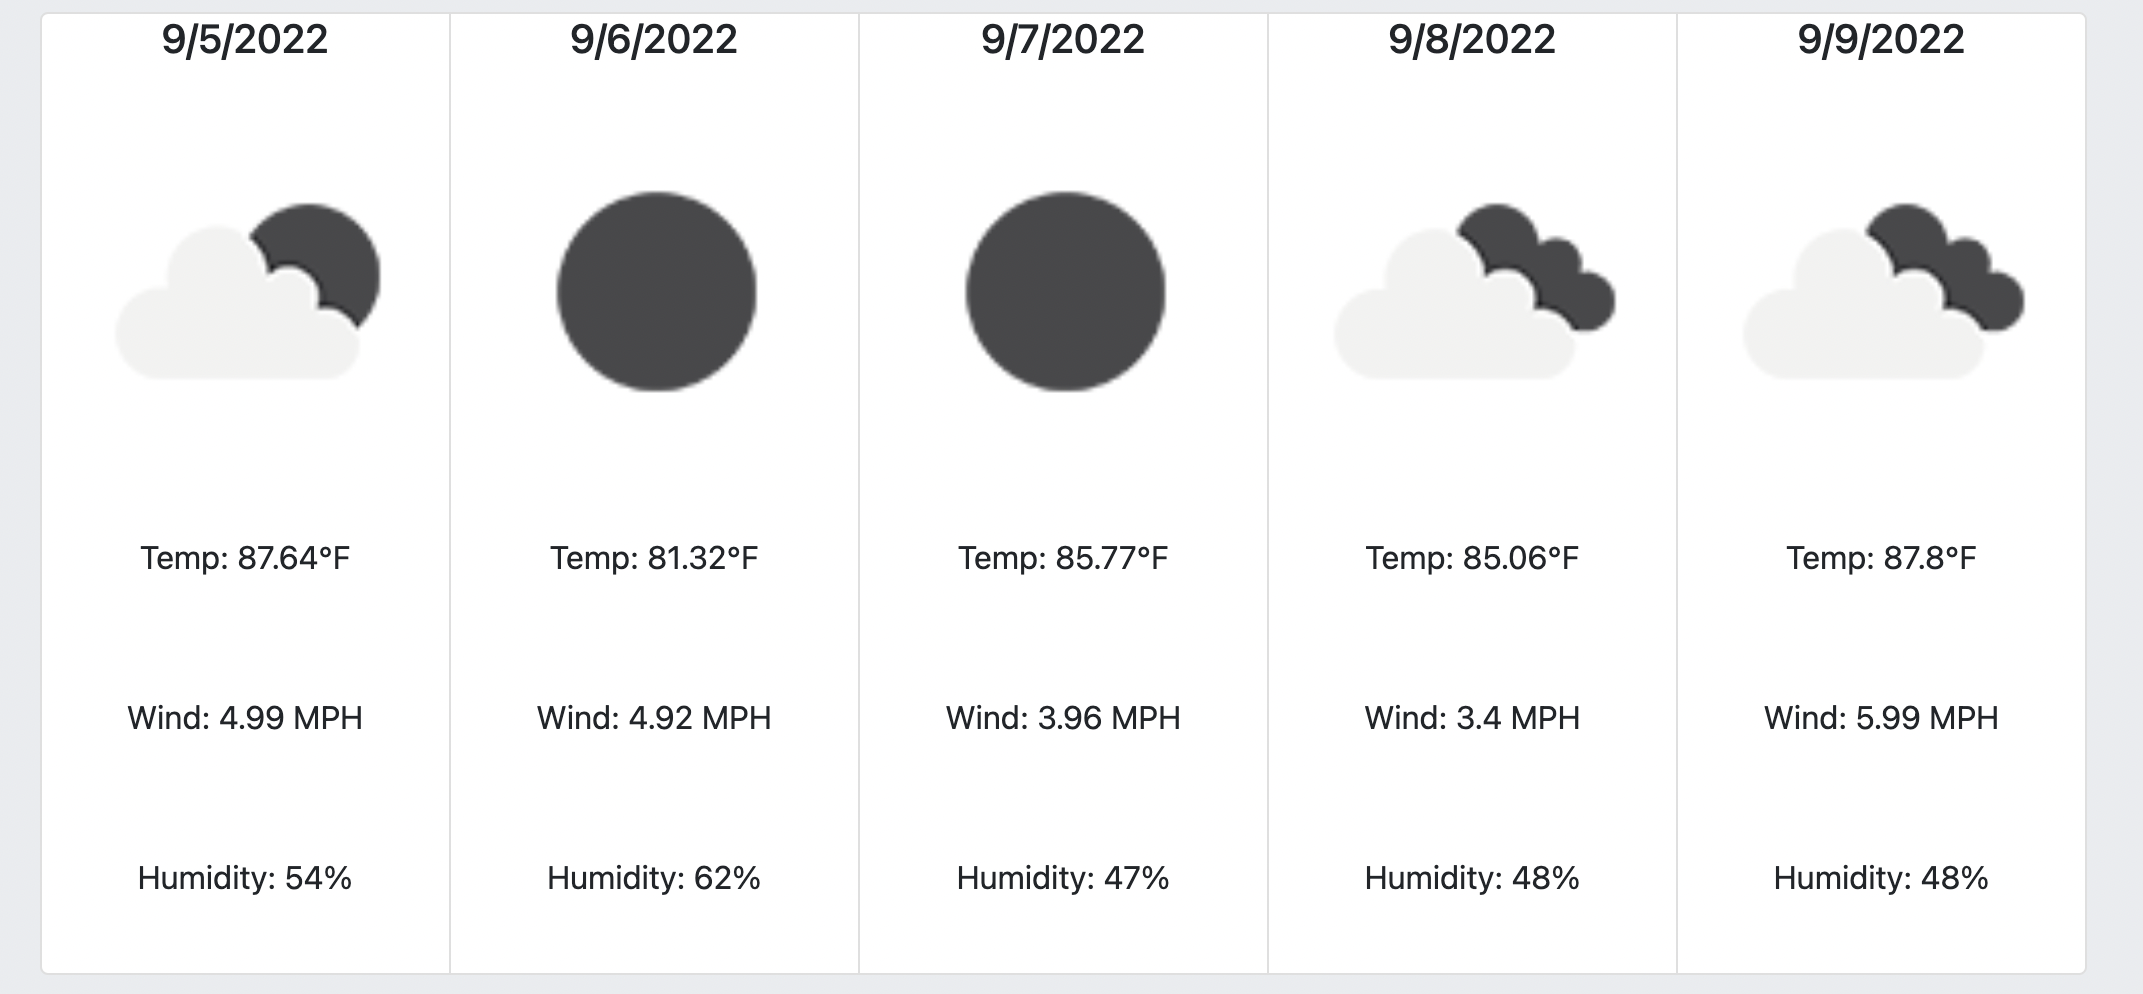 9/5/2022
Temp: 87.64°F
Wind: 4.99 MPH
Humidity: 54%
9/6/2022
Temp: 81.32°F
Wind: 4.92 MPH
Humidity: 62%
9/7/2022
Temp: 85.77°F
Wind: 3.96 MPH
Humidity: 47%
9/8/2022
Temp: 85.06°F
Wind: 3.4 MPH
Humidity: 48%
9/9/2022
Temp: 87.8°F
Wind: 5.99 MPH
Humidity: 48%